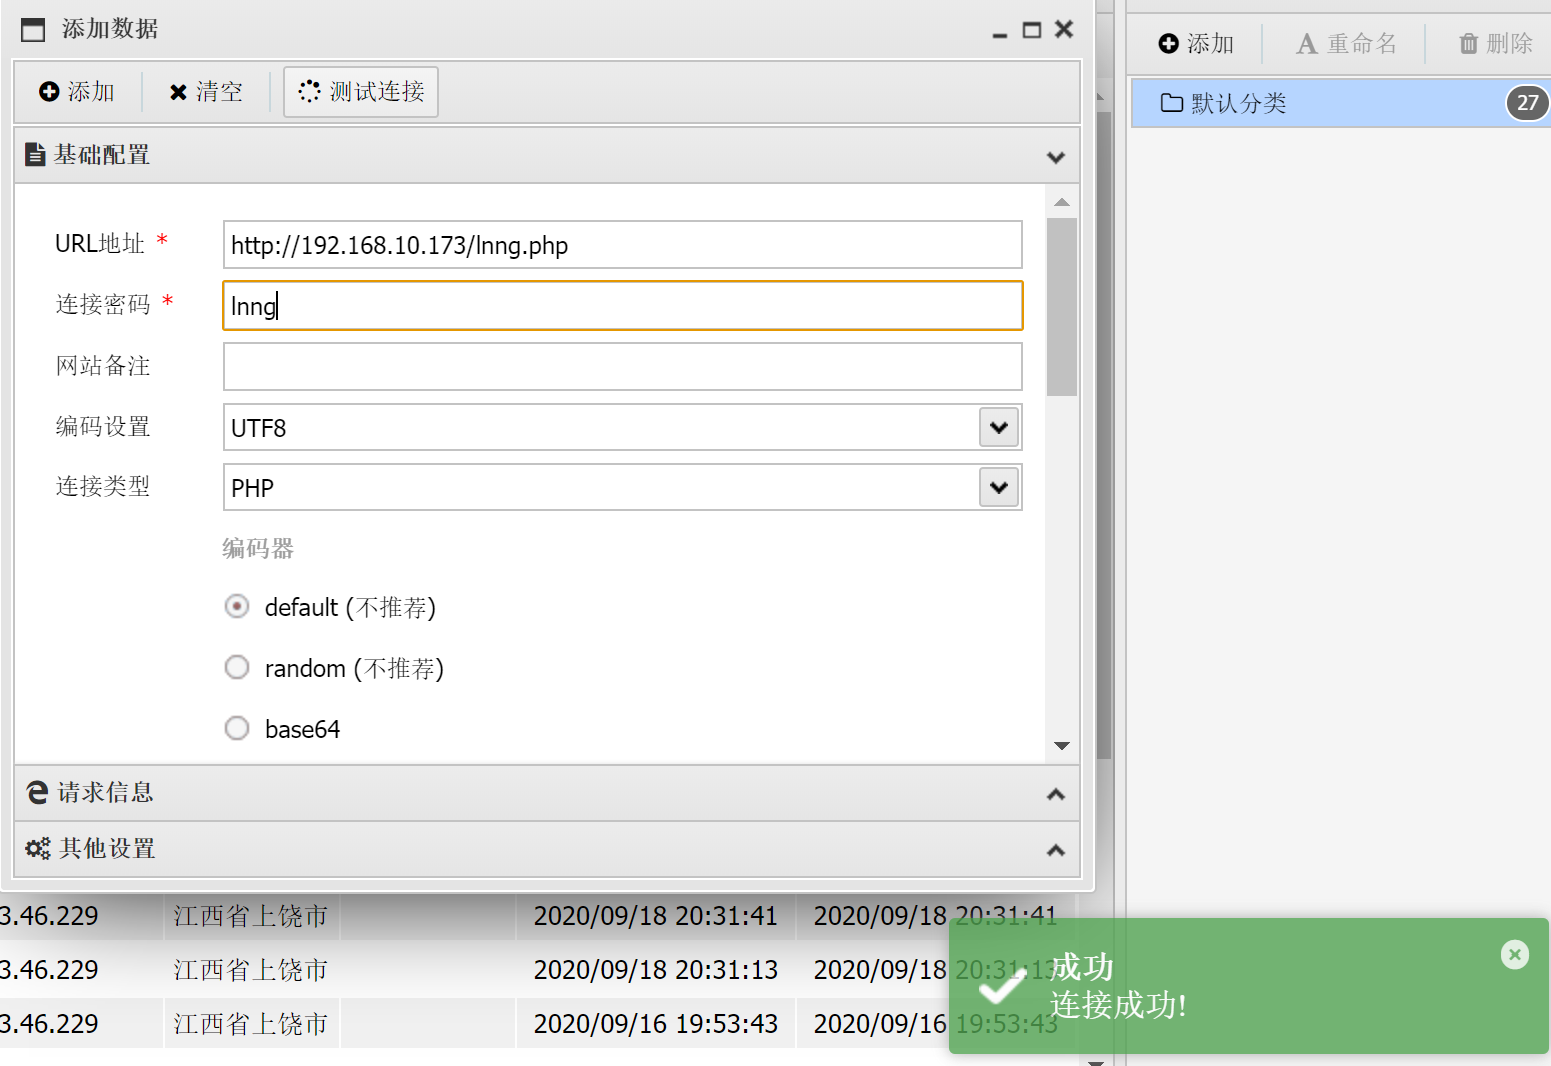 添加数据
添加 清空 测试连接
基础配置
URL地址 * http://192.168.10.173/lnng.php
连接密码 * lnng
网站备注
编码设置 UTF8
连接类型 PHP
编码器
default (不推荐)
random (不推荐)
base64
请求信息
其他设置
3.46.229 江西省上饶市 2020/09/18 20:31:41 2020/09/18 20:31:41
3.46.229 江西省上饶市 2020/09/18 20:31:13 2020/09/18 20:31:13
3.46.229 江西省上饶市 2020/09/16 19:53:43 2020/09/16 19:53:43
添加 重命名 删除
默认分类 27
成功
连接成功!